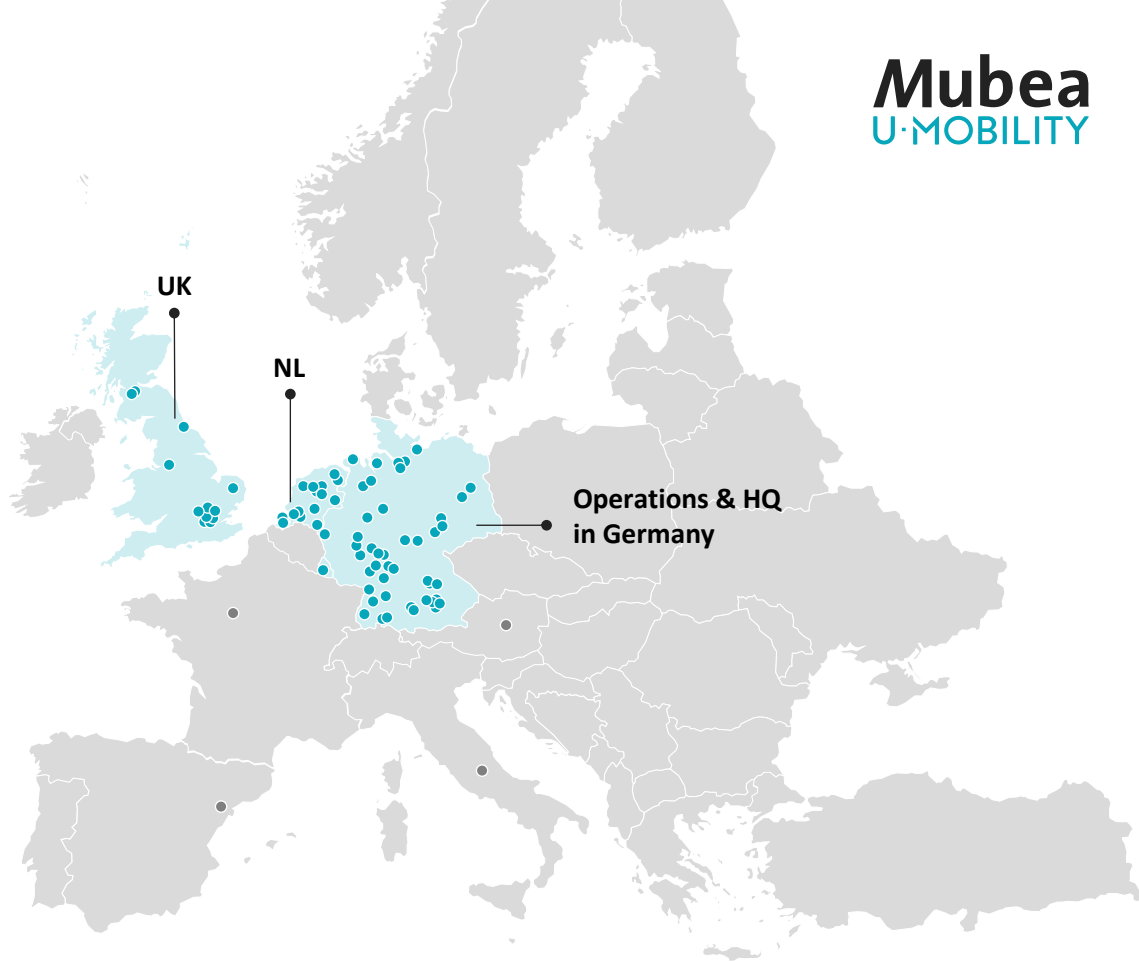 Mubea
U·MOBILITY
UK
NL
Operations & HQ
in Germany